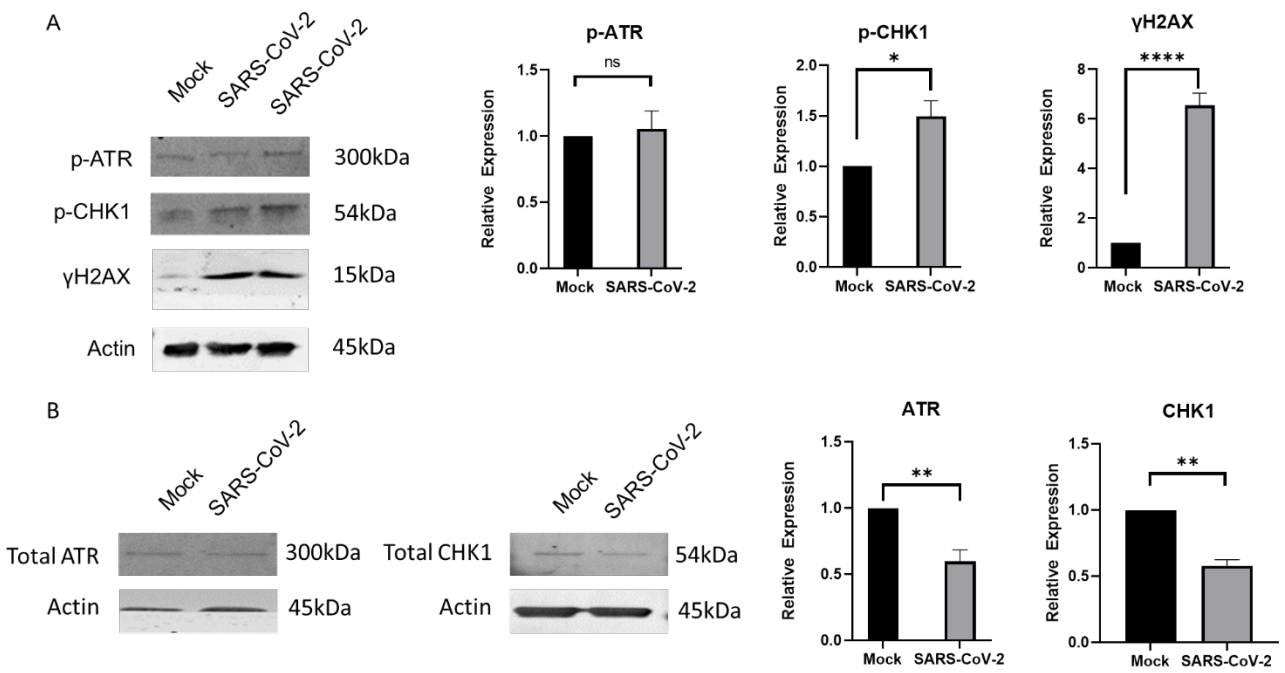 A
Mock
SARS-CoV-2
SARS-CoV-2
p-ATR
300kDa
p-CHK1
54kDa
γH2AX
15kDa
Actin
45kDa
p-ATR
ns
Relative Expression
1.5
1.0
0.5
0.0
Mock SARS-CoV-2
p-CHK1
*
Relative Expression
2.0
1.5
1.0
0.5
0.0
Mock SARS-CoV-2
γH2AX
****
Relative Expression
8
6
4
2
0
Mock SARS-CoV-2
B
Mock
SARS-CoV-2
Total ATR
300kDa
Actin
45kDa
Mock
SARS-CoV-2
Total CHK1
54kDa
Actin
45kDa
ATR
**
Relative Expression
1.5
1.0
0.5
0.0
Mock SARS-CoV-2
CHK1
**
Relative Expression
1.5
1.0
0.5
0.0
Mock SARS-CoV-2